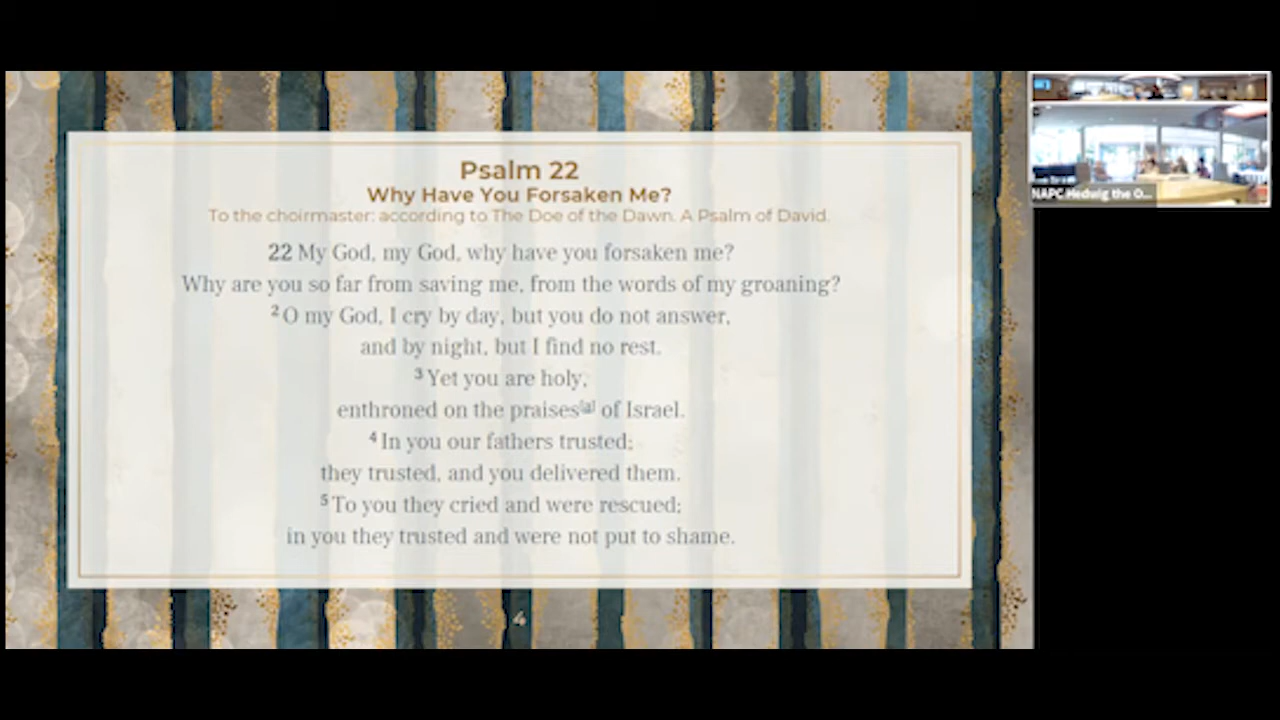 Psalm 22
Why Have You Forsaken Me?
To the choirmaster: according to The Doe of the Dawn. A Psalm of David.
22 My God, my God, why have you forsaken me?
Why are you so far from saving me, from the words of my groaning?
2 O my God, I cry by day, but you do not answer,
and by night, but I find no rest.
3 Yet you are holy,
enthroned on the praises[a] of Israel.
4 In you our fathers trusted;
they trusted, and you delivered them.
5 To you they cried and were rescued;
in you they trusted and were not put to shame.
4
NAPC Hedwig the O...